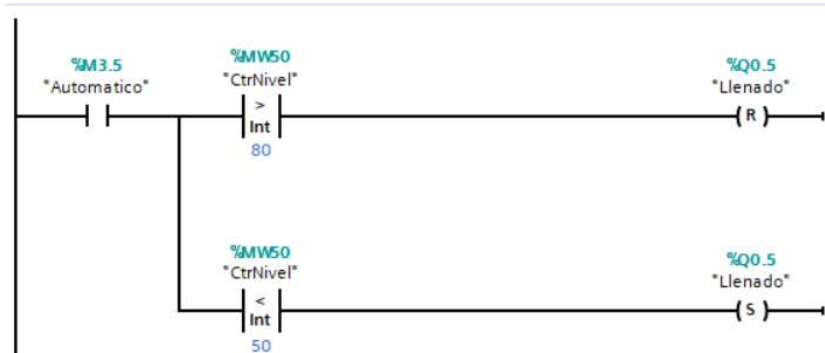 %M3.5
"Automatico"
%MW50
"CtrNivel"
>
Int
80
%Q0.5
"Llenado"
R
%MW50
"CtrNivel"
<
Int
50
%Q0.5
"Llenado"
S